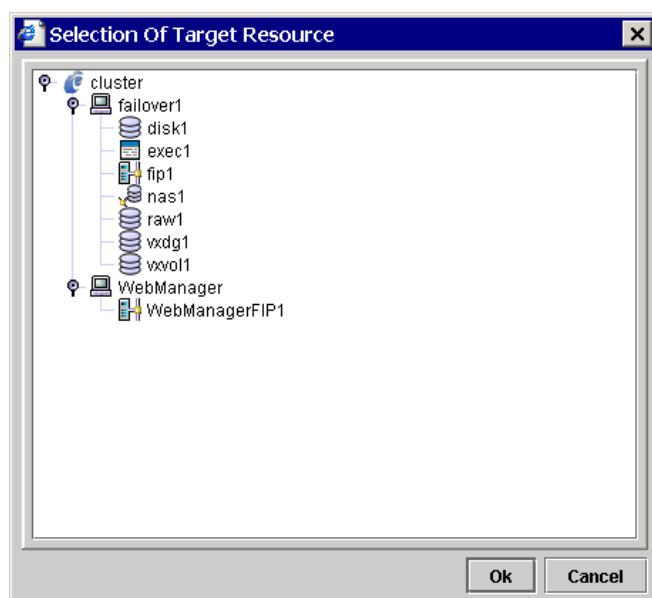 Selection Of Target Resource
cluster
failover1
disk1
exec1
fip1
nas1
raw1
vxdg1
vxvol1
WebManager
WebManagerFIP1
Ok Cancel